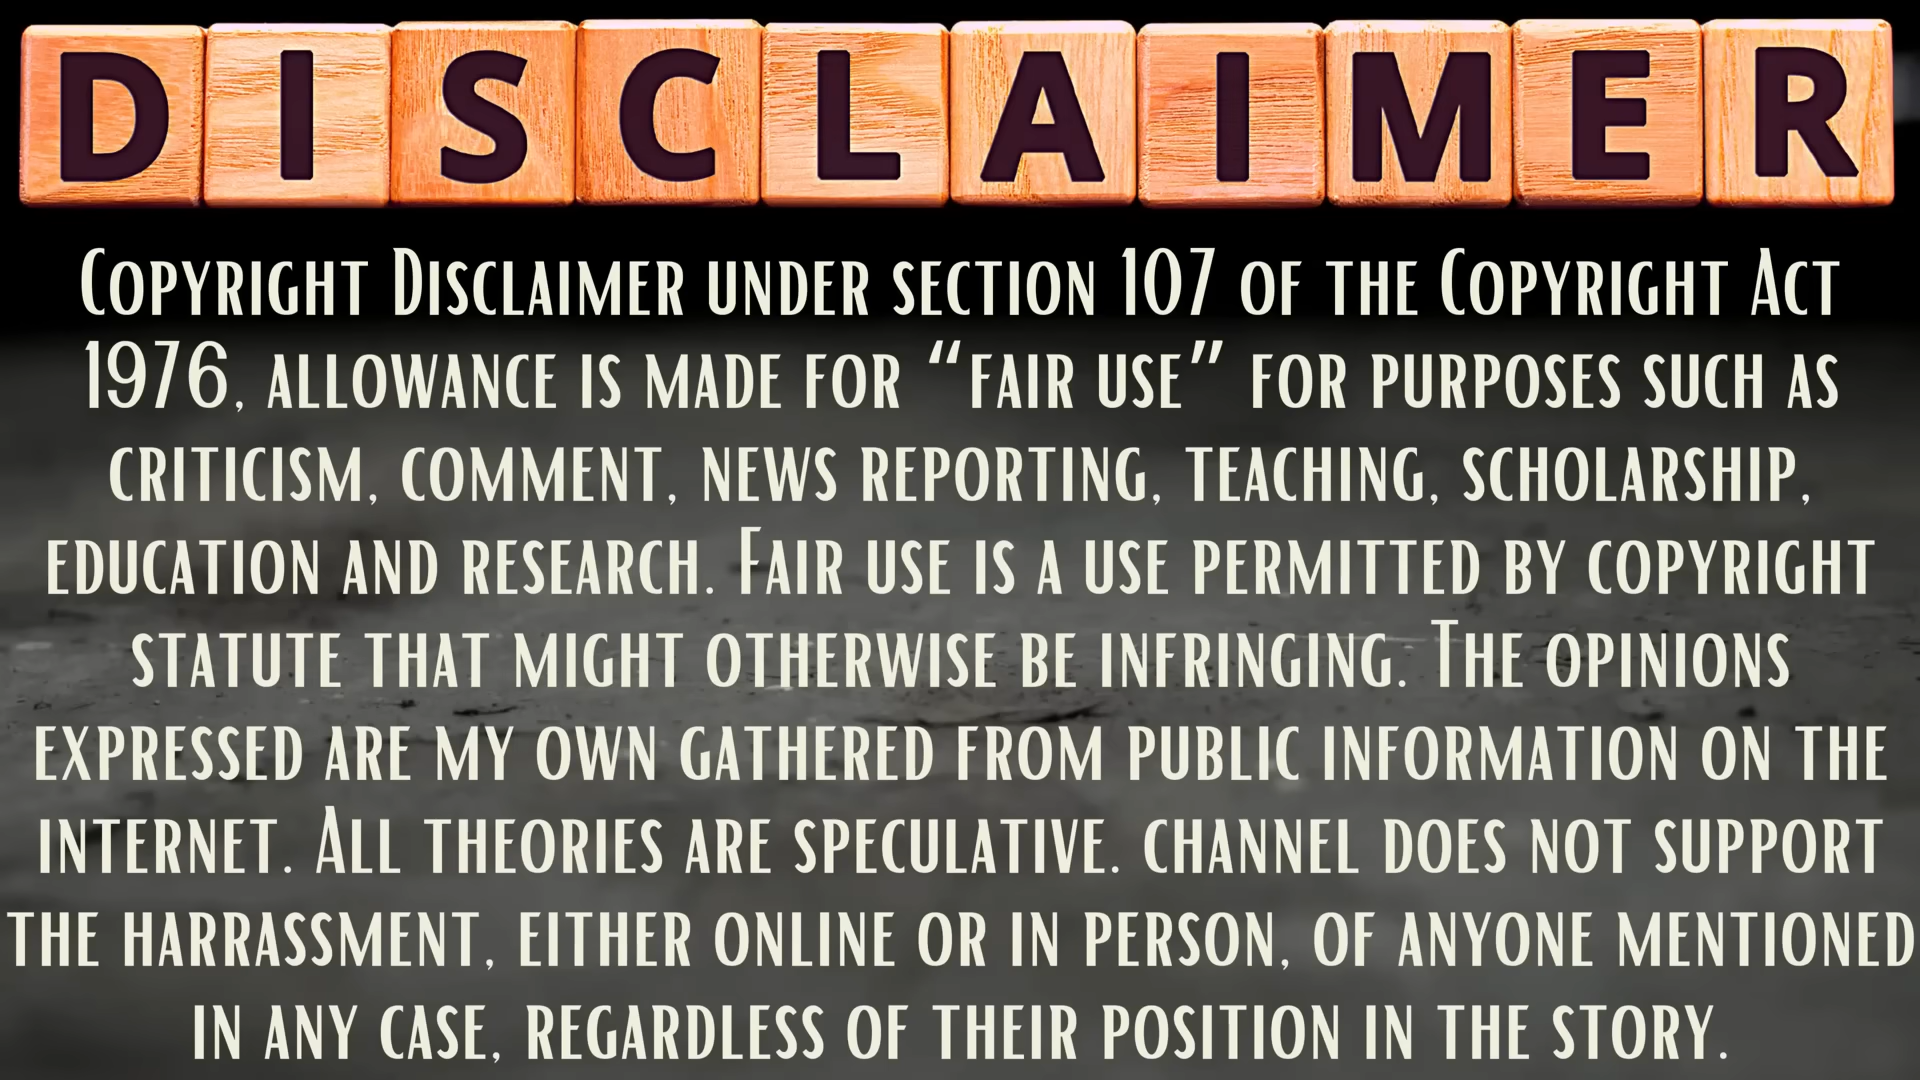 DISCLAIMER
Copyright Disclaimer under section 107 of the Copyright Act
1976, allowance is made for “fair use” for purposes such as
criticism, comment, news reporting, teaching, scholarship,
education and research. Fair use is a use permitted by copyright
statute that might otherwise be infringing. The opinions
expressed are my own gathered from public information on the
internet. All theories are speculative. channel does not support
the harrassment, either online or in person, of anyone mentioned
in any case, regardless of their position in the story.